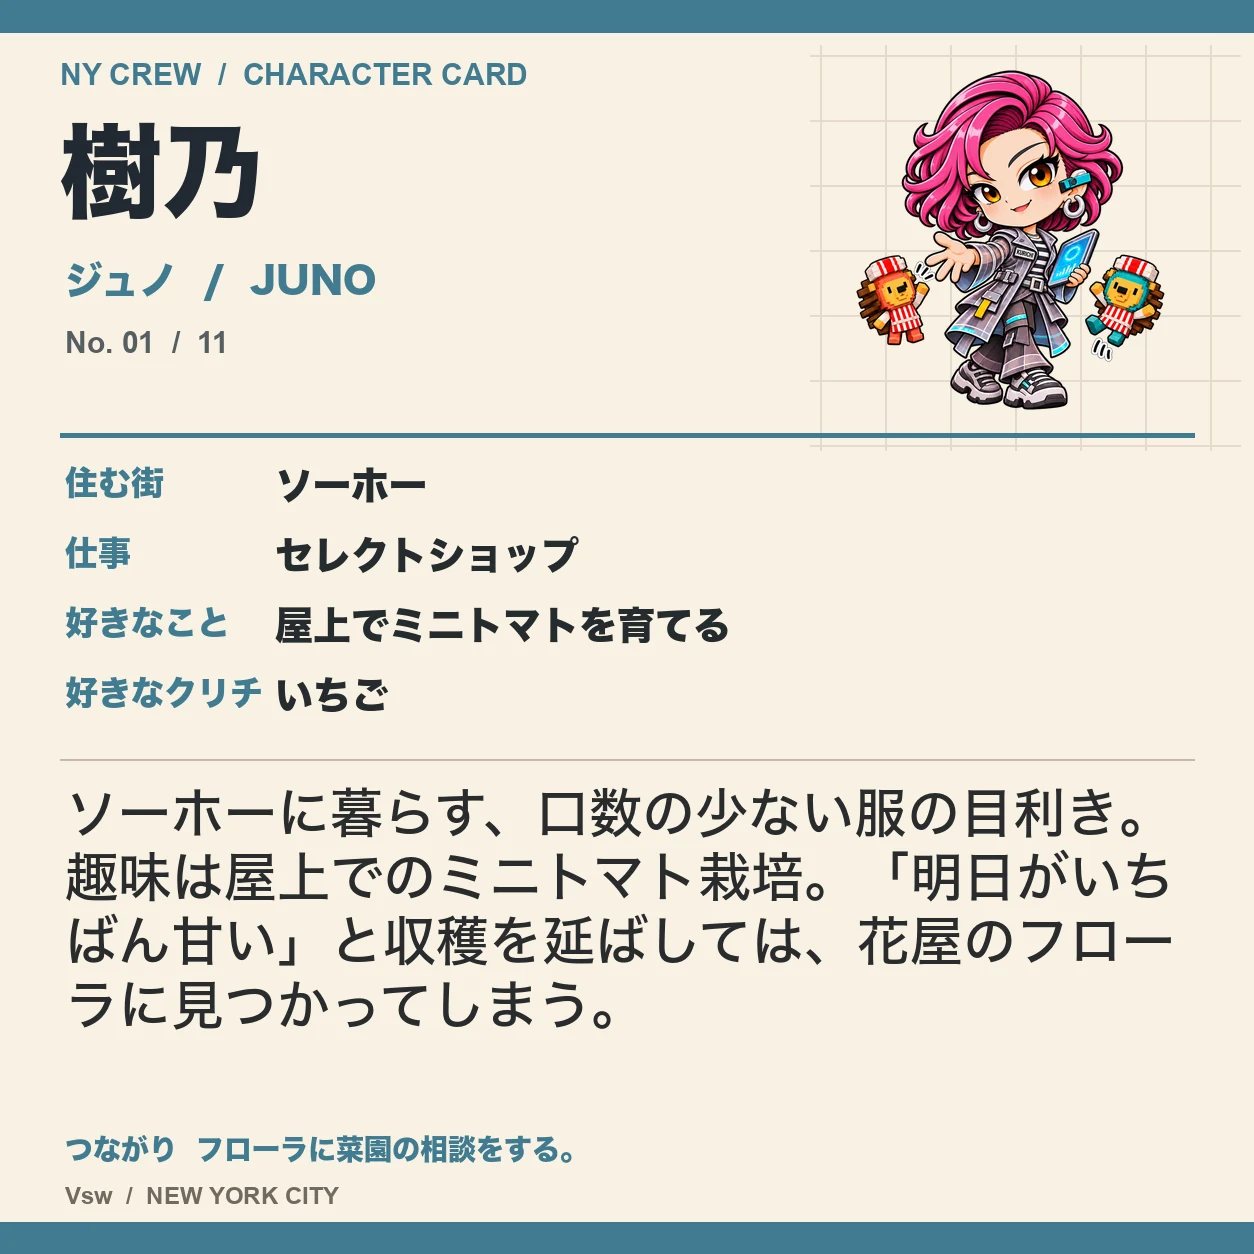 NY CREW / CHARACTER CARD
樹乃
ジュノ / JUNO
No. 01 / 11
住む街 ソーホー
仕事 セレクトショップ
好きなこと 屋上でミニトマトを育てる
好きなクリチ いちご
ソーホーに暮らす、口数の少ない服の目利き。
趣味は屋上でのミニトマト栽培。「明日がいち
ばん甘い」と収穫を延ばしては、花屋のフロー
ラに見つかってしまう。
つながり フローラに菜園の相談をする。
Vsw / NEW YORK CITY